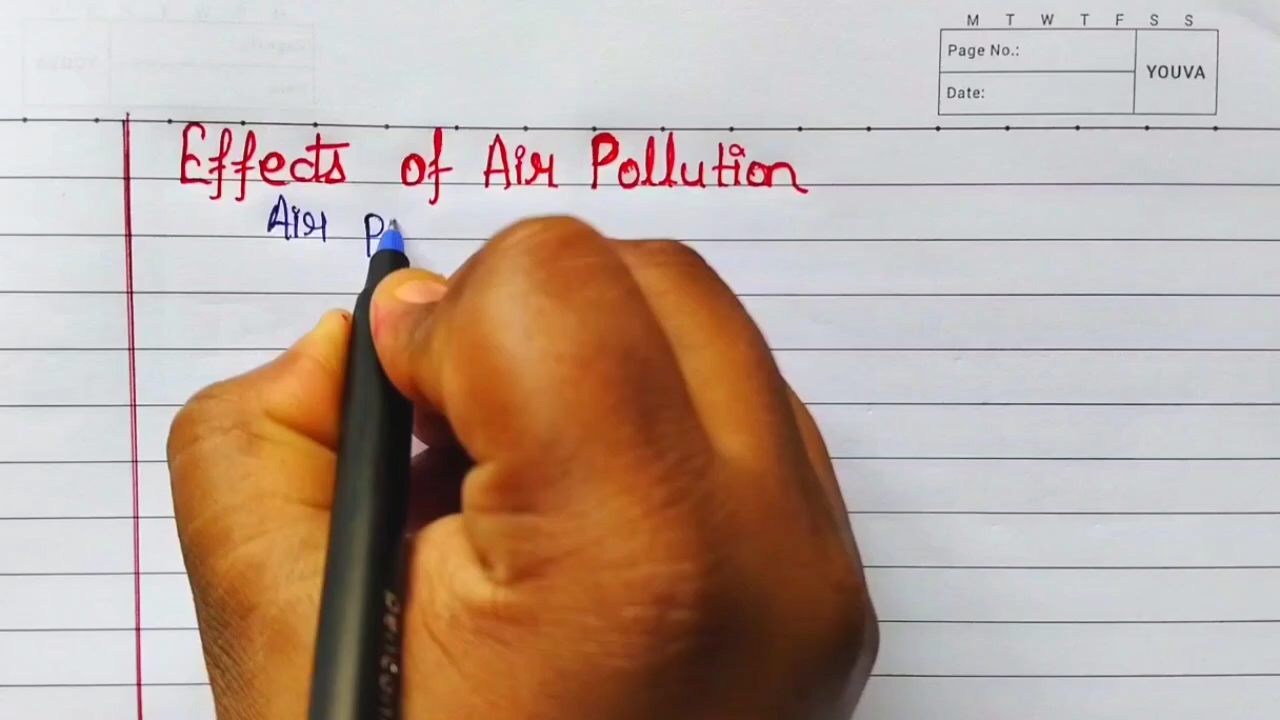 M T W T F S S
Page No.:
YOUVA
Date:
Effects of Air Pollution
Air